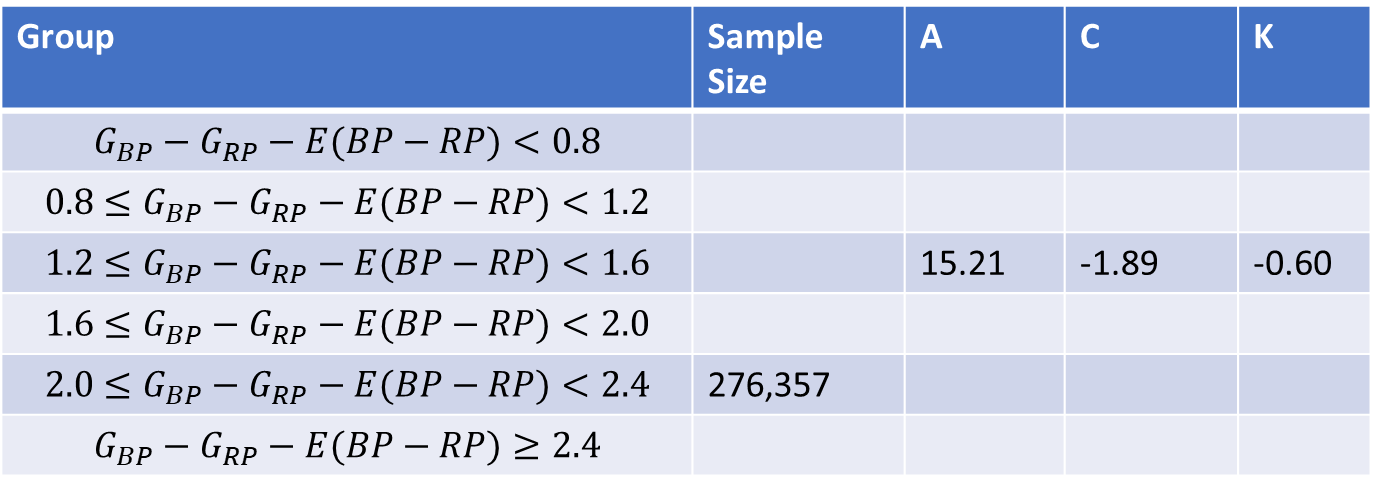 Group Sample Size A C K
G_BP − G_RP − E(BP − RP) < 0.8
0.8 ≤ G_BP − G_RP − E(BP − RP) < 1.2
1.2 ≤ G_BP − G_RP − E(BP − RP) < 1.6 15.21 -1.89 -0.60
1.6 ≤ G_BP − G_RP − E(BP − RP) < 2.0
2.0 ≤ G_BP − G_RP − E(BP − RP) < 2.4 276,357
G_BP − G_RP − E(BP − RP) ≥ 2.4